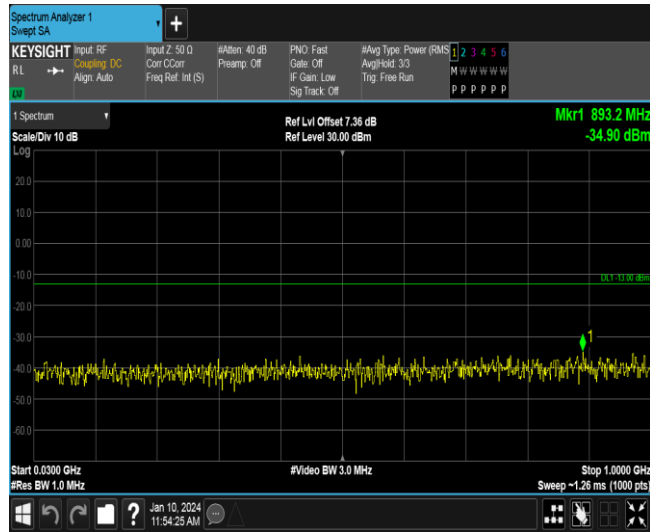 Spectrum Analyzer 1
Swept SA
+
KEYSIGHT Input: RF Input Z: 50 Ω #Atten: 40 dB PNO: Fast #Avg Type: Power (RMS 1 2 3 4 5 6
RL Coupling: DC Corr CCorr Preamp: Off Gate: Off Avg|Hold: 3/3 M W W W W W
Align: Auto Freq Ref: Int (S) IF Gain: Low Trig: Free Run
Sig Track: Off P P P P P P
LXI
1 Spectrum Ref Lvl Offset 7.36 dB Mkr1 893.2 MHz
Scale/Div 10 dB Ref Level 30.00 dBm -34.90 dBm
Log
20.0
10.0
0.00
-10.0
DL1 -13.00 dBm
-20.0
-30.0
1
-40.0
-50.0
-60.0
Start 0.0300 GHz #Video BW 3.0 MHz Stop 1.0000 GHz
#Res BW 1.0 MHz Sweep ~1.26 ms (1000 pts)
? Jan 10, 2024
11:54:25 AM